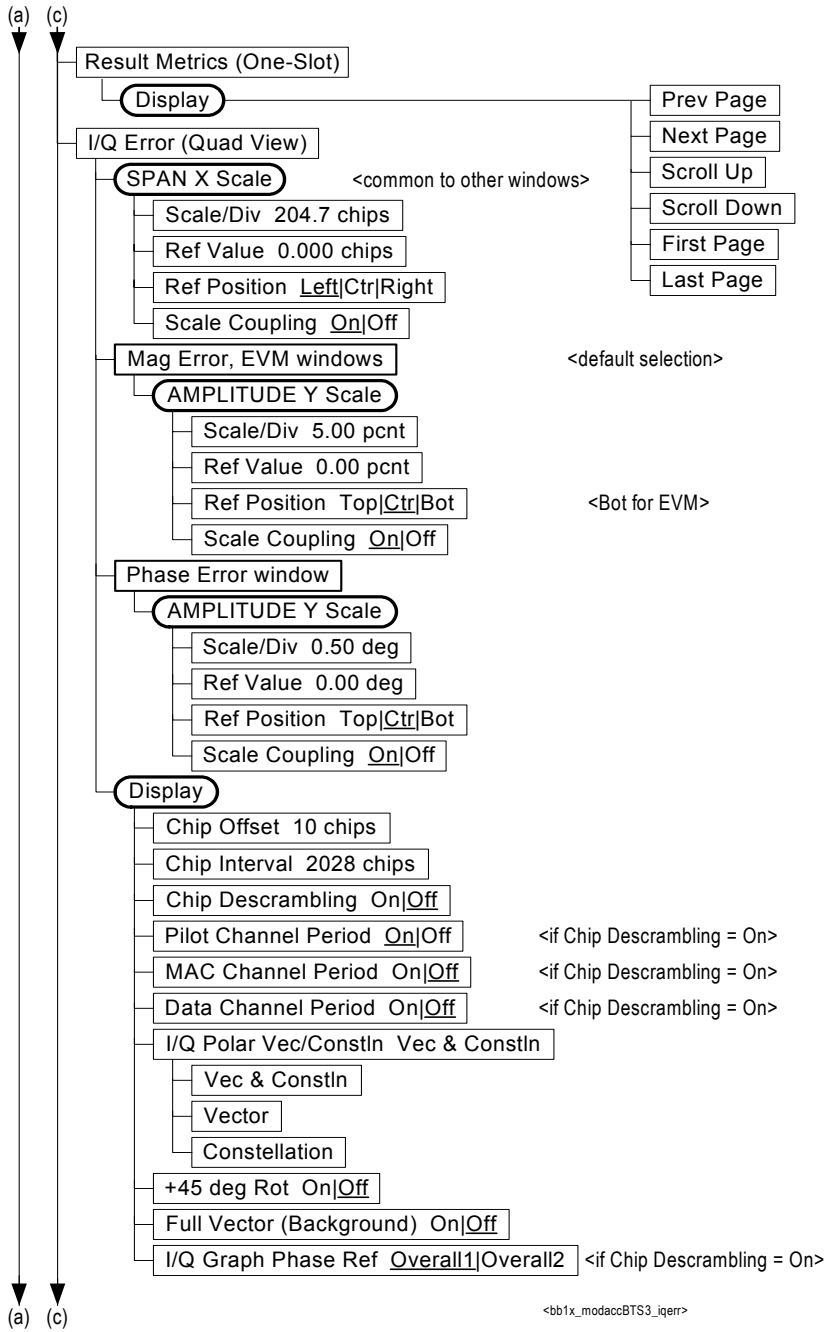 (a) (c)
Result Metrics (One-Slot)
Display
Prev Page
Next Page
Scroll Up
Scroll Down
First Page
Last Page
I/Q Error (Quad View)
SPAN X Scale <common to other windows>
Scale/Div 204.7 chips
Ref Value 0.000 chips
Ref Position Left|Ctr|Right
Scale Coupling On|Off
Mag Error, EVM windows <default selection>
AMPLITUDE Y Scale
Scale/Div 5.00 pcnt
Ref Value 0.00 pcnt
Ref Position Top|Ctr|Bot <Bot for EVM>
Scale Coupling On|Off
Phase Error window
AMPLITUDE Y Scale
Scale/Div 0.50 deg
Ref Value 0.00 deg
Ref Position Top|Ctr|Bot
Scale Coupling On|Off
Display
Chip Offset 10 chips
Chip Interval 2028 chips
Chip Descrambling On|Off
Pilot Channel Period On|Off <if Chip Descrambling = On>
MAC Channel Period On|Off <if Chip Descrambling = On>
Data Channel Period On|Off <if Chip Descrambling = On>
I/Q Polar Vec/Constln Vec & Constln
Vec & Constln
Vector
Constellation
+45 deg Rot On|Off
Full Vector (Background) On|Off
I/Q Graph Phase Ref Overall1|Overall2 <if Chip Descrambling = On>
(a) (c)
<bb1x_modaccBTS3_iqerr>